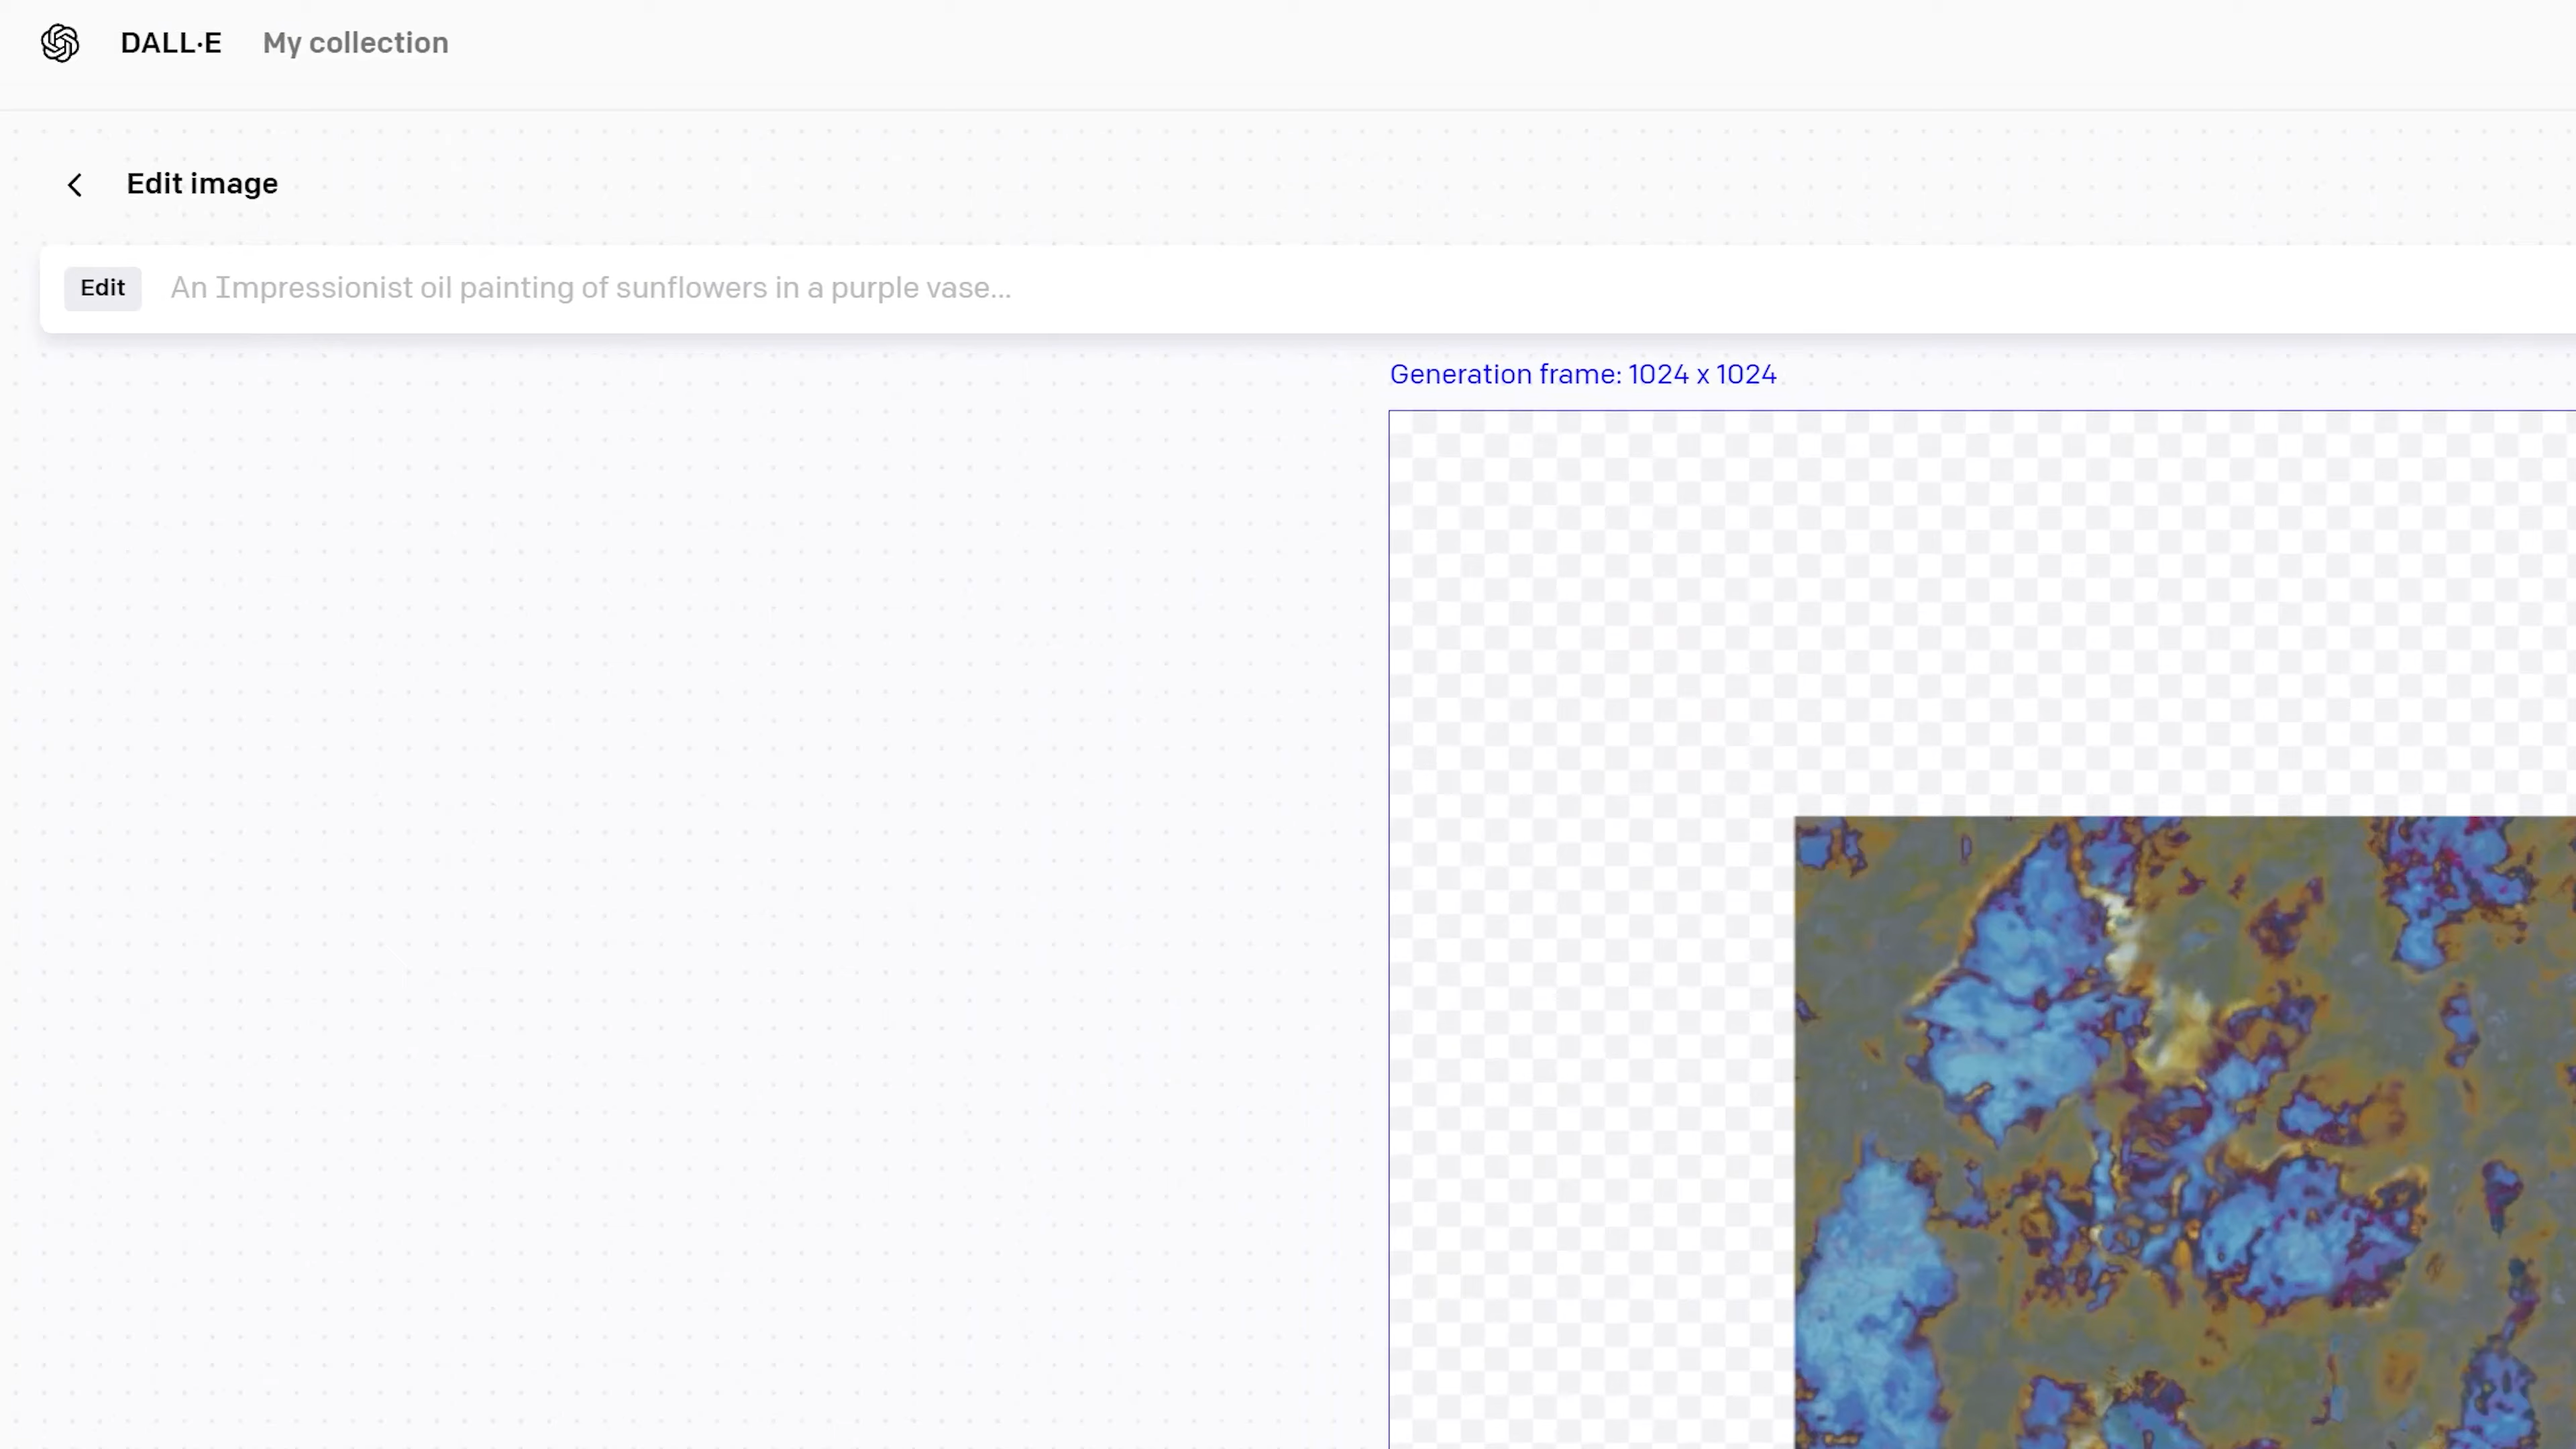 DALL·E My collection
Edit image
Edit An Impressionist oil painting of sunflowers in a purple vase...
Generation frame: 1024 x 1024